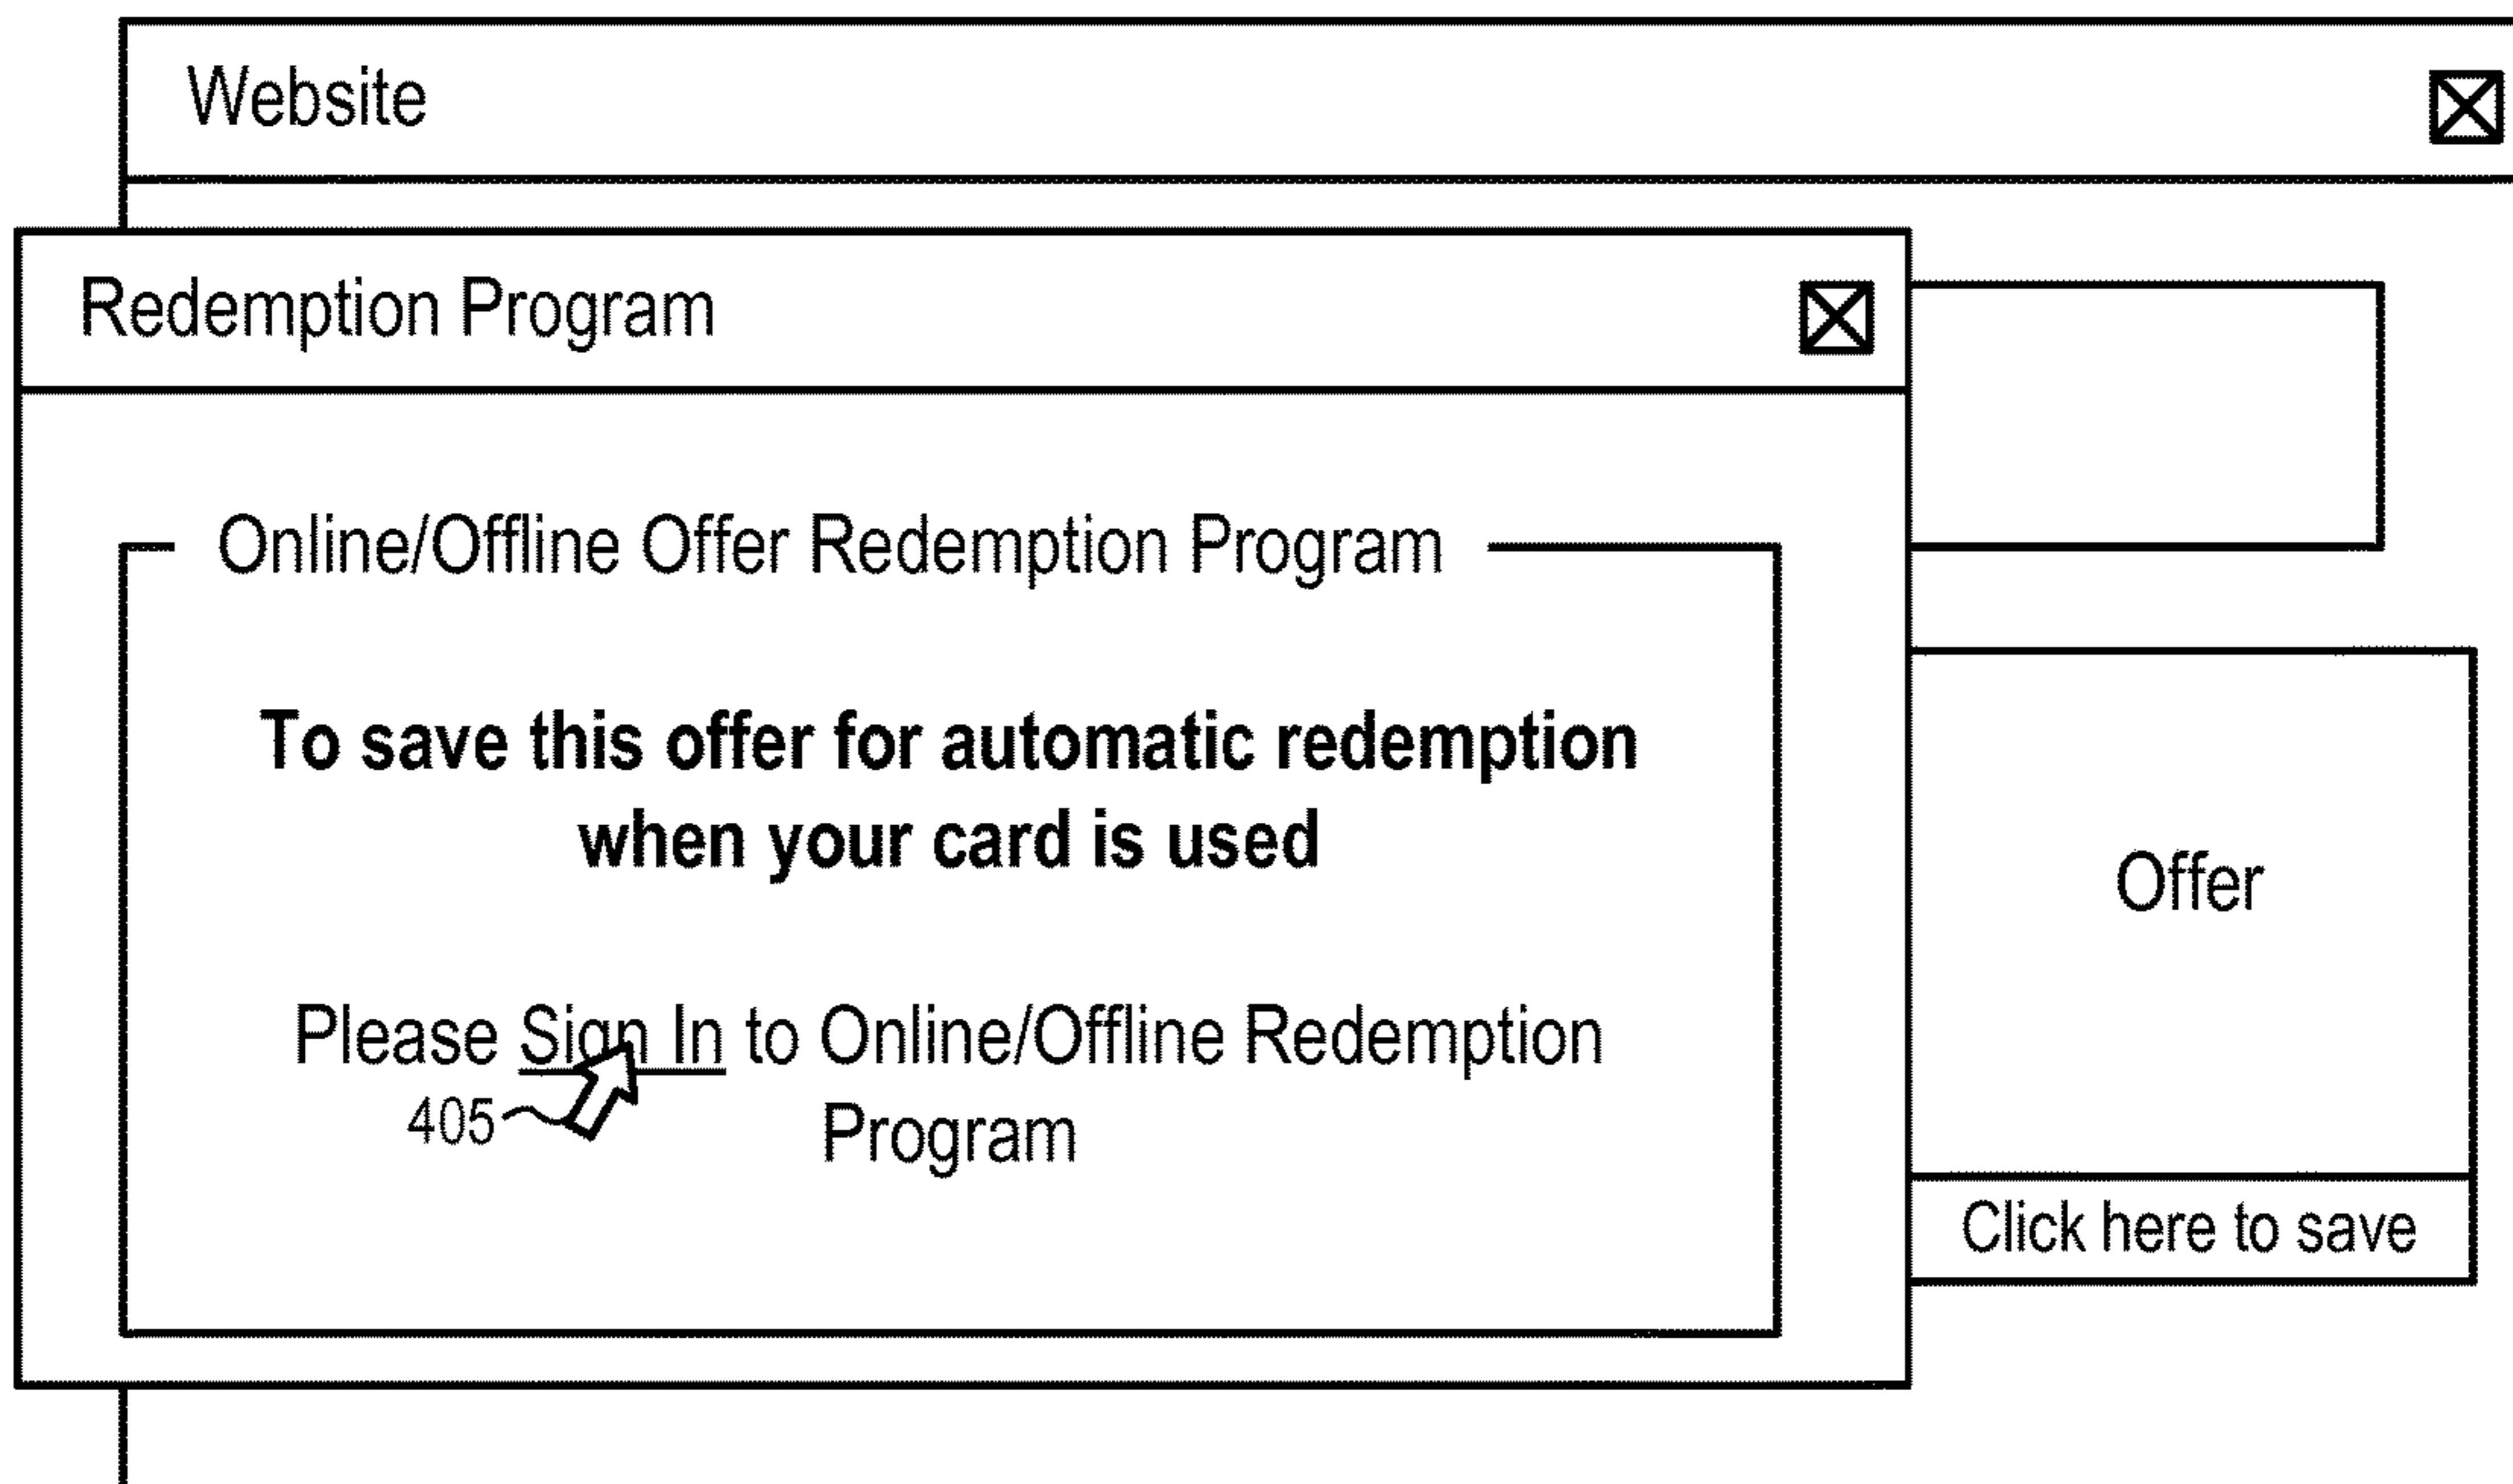 Website
Redemption Program
Online/Offline Offer Redemption Program
To save this offer for automatic redemption
when your card is used
Please Sign In to Online/Offline Redemption
405
Program
Offer
Click here to save